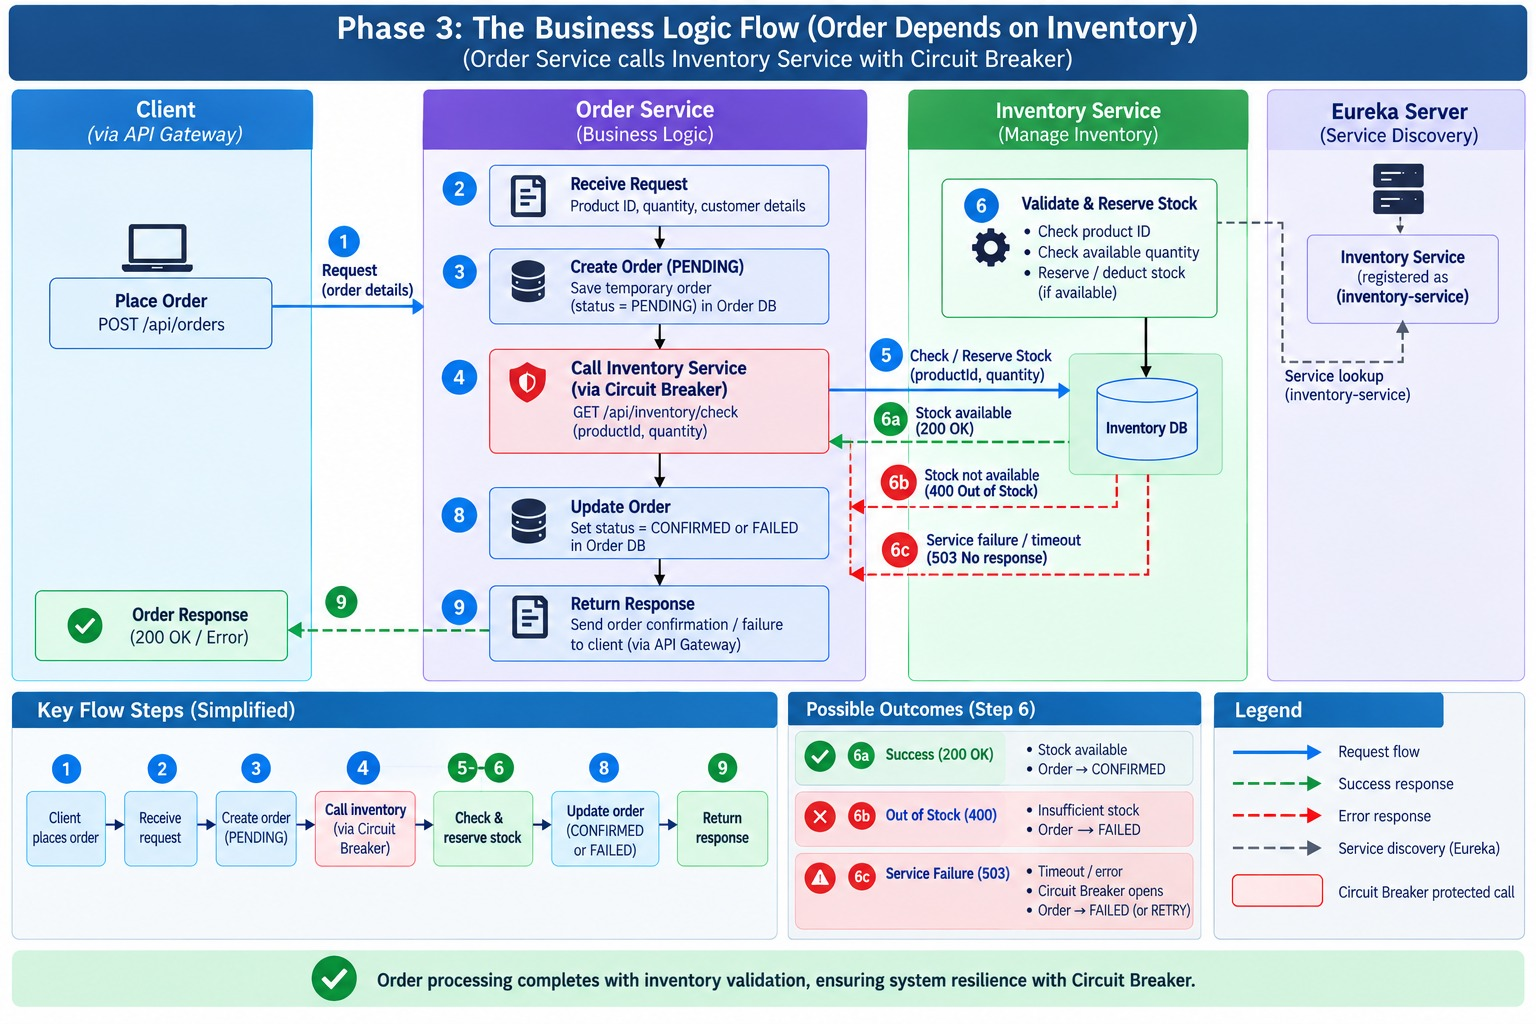 Phase 3: The Business Logic Flow (Order Depends on Inventory)
(Order Service calls Inventory Service with Circuit Breaker)
Client
(via API Gateway)
Place Order
POST /api/orders
1
Request
(order details)
Order Response
(200 OK / Error)
9
Order Service
(Business Logic)
2
Receive Request
Product ID, quantity, customer details
3
Create Order (PENDING)
Save temporary order
(status = PENDING) in Order DB
4
Call Inventory Service
(via Circuit Breaker)
GET /api/inventory/check
(productId, quantity)
8
Update Order
Set status = CONFIRMED or FAILED
in Order DB
9
Return Response
Send order confirmation / failure
to client (via API Gateway)
5
Check / Reserve Stock
(productId, quantity)
6a
Stock available
(200 OK)
6b
Stock not available
(400 Out of Stock)
6c
Service failure / timeout
(503 No response)
Inventory Service
(Manage Inventory)
6
Validate & Reserve Stock
• Check product ID
• Check available quantity
• Reserve / deduct stock
(if available)
Inventory DB
Eureka Server
(Service Discovery)
Inventory Service
(registered as
(inventory-service)
Service lookup
(inventory-service)
Key Flow Steps (Simplified)
1
Client
places order
2
Receive
request
3
Create order
(PENDING)
4
Call inventory
(via Circuit
Breaker)
5--6
Check &
reserve stock
8
Update order
(CONFIRMED
or FAILED)
9
Return
response
Possible Outcomes (Step 6)
6a Success (200 OK)
• Stock available
• Order → CONFIRMED
6b Out of Stock (400)
• Insufficient stock
• Order → FAILED
6c Service Failure (503)
• Timeout / error
• Circuit Breaker opens
• Order → FAILED (or RETRY)
Legend
Request flow
Success response
Error response
Service discovery (Eureka)
Circuit Breaker protected call
Order processing completes with inventory validation, ensuring system resilience with Circuit Breaker.